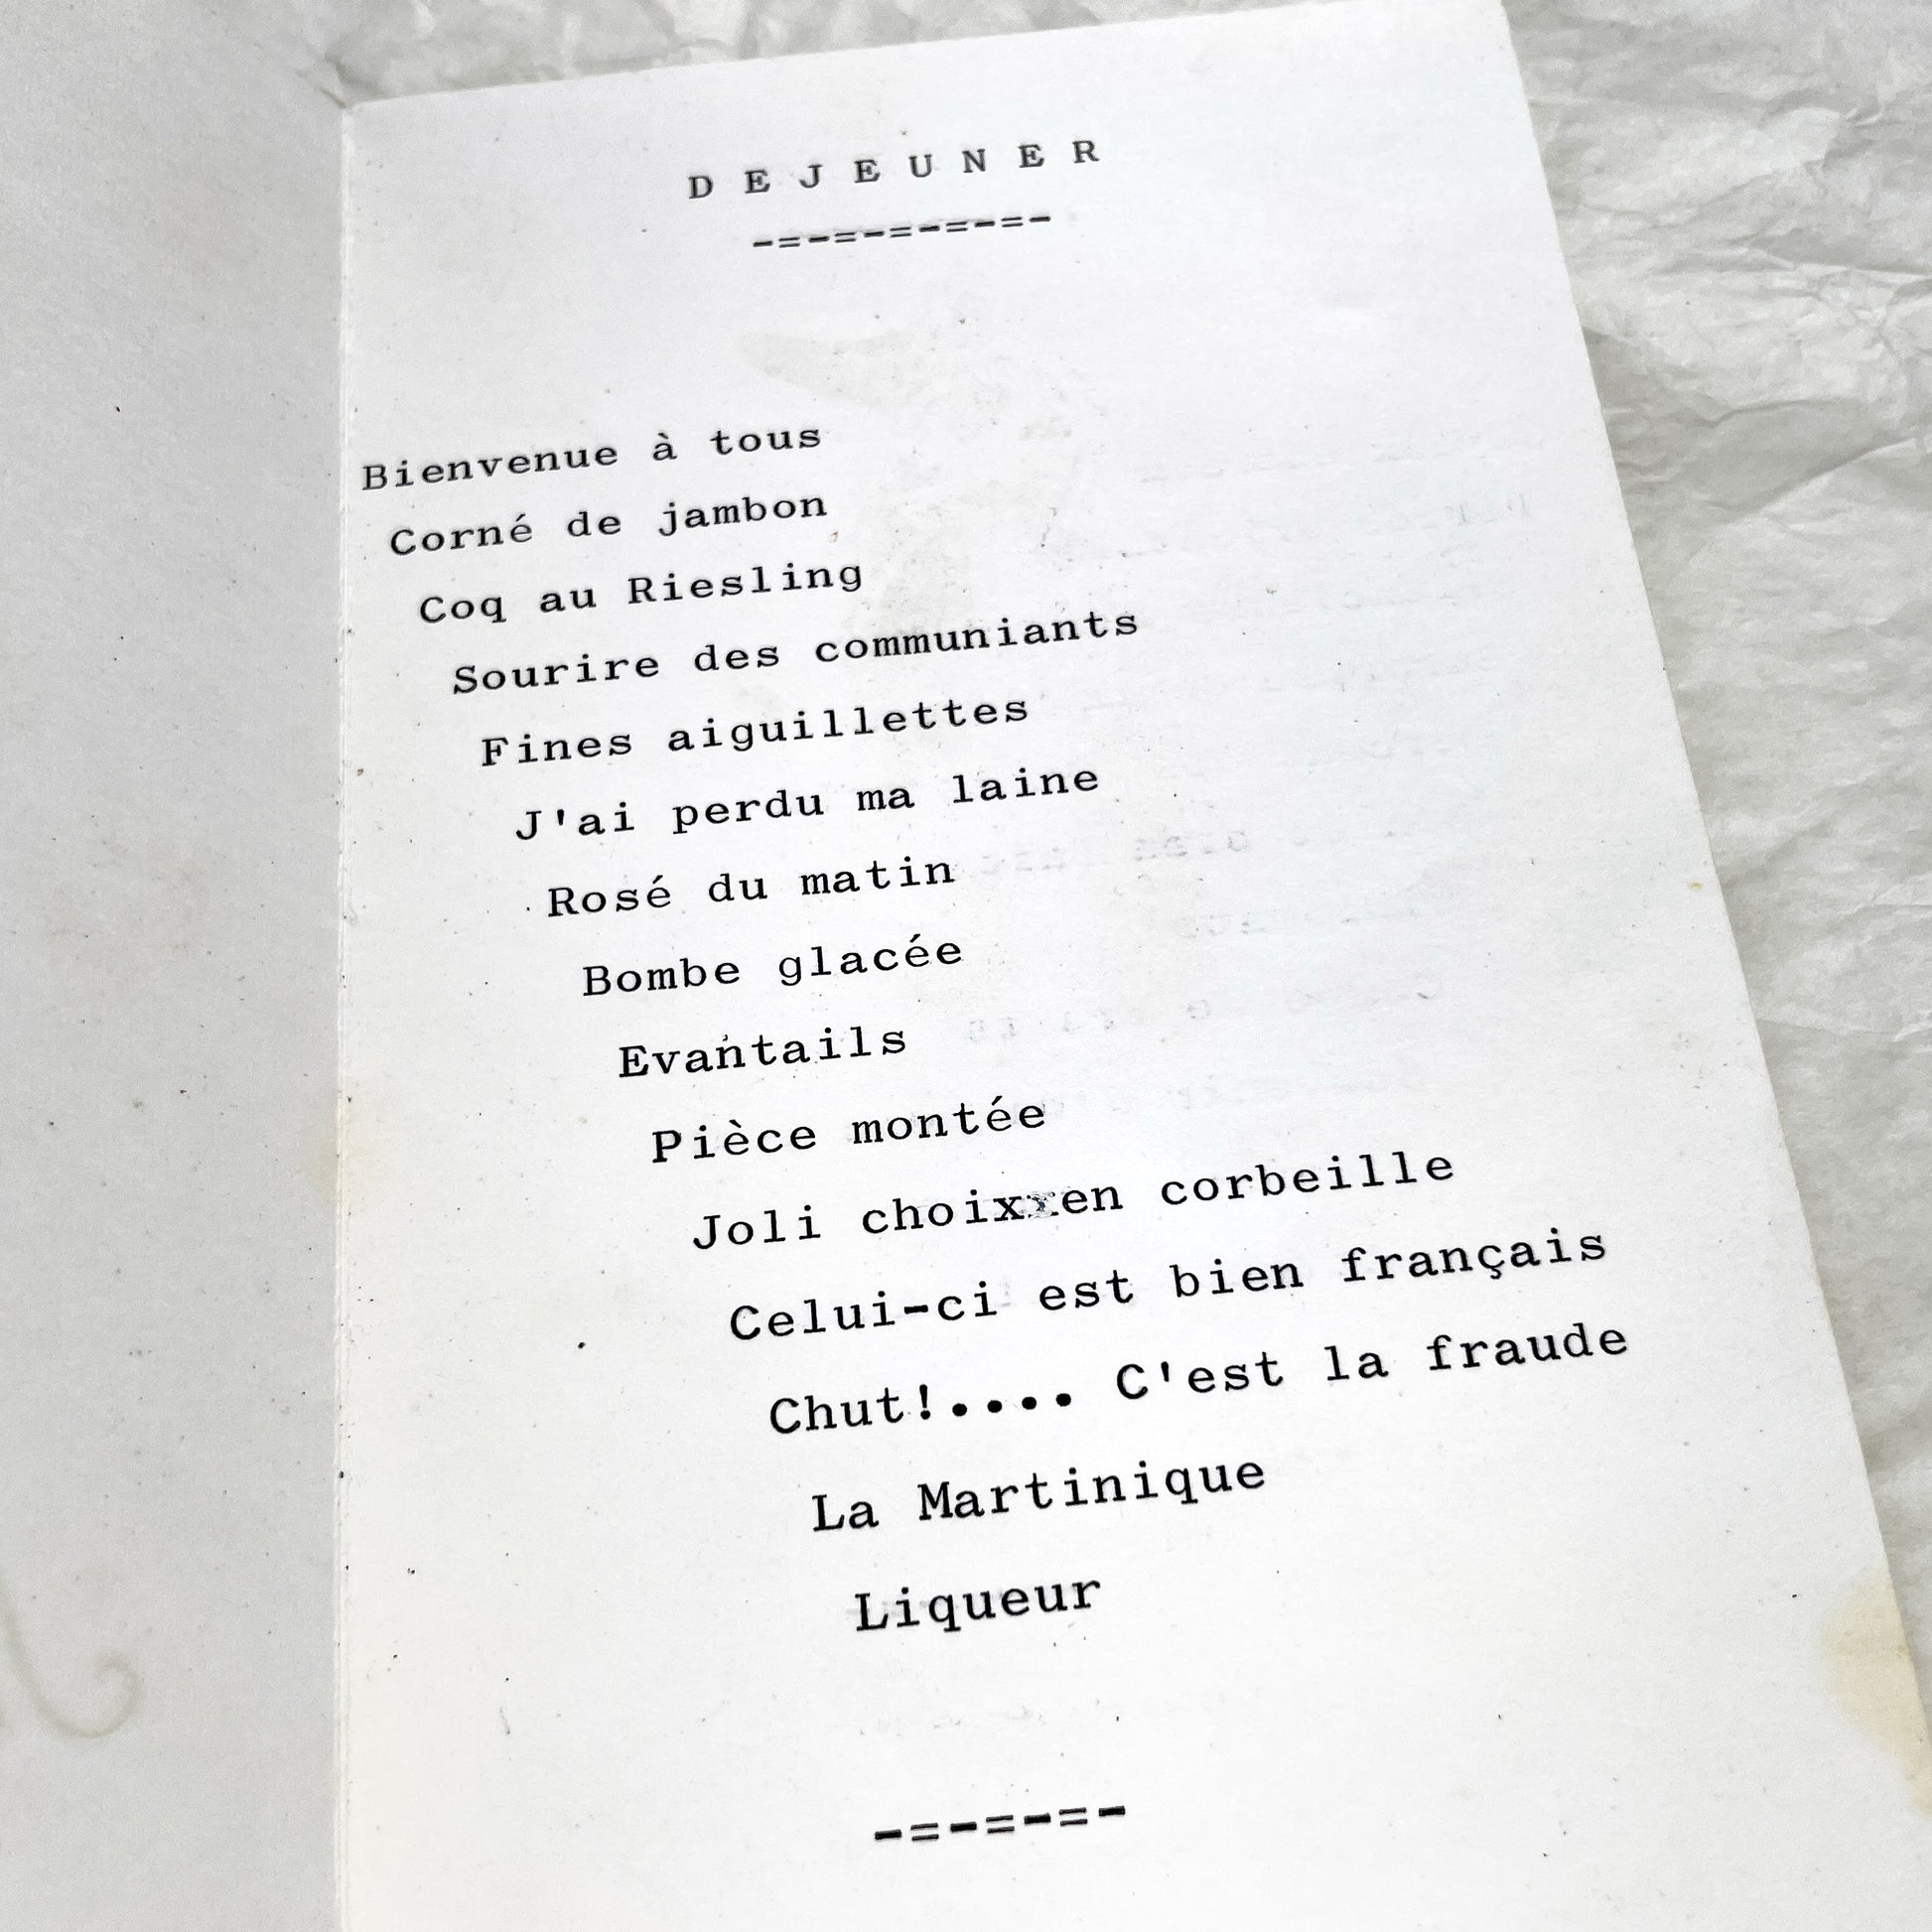 D E J E U N E R
-=-=-=-=-=-
Bienvenue à tous
Corné de jambon
Coq au Riesling
Sourire des communiants
Fines aiguillettes
J'ai perdu ma laine
Rosé du matin
Bombe glacée
Evantails
Pièce montée
Joli choix en corbeille
Celui-ci est bien français
Chut!.... C'est la fraude
La Martinique
Liqueur
-=-=-=-